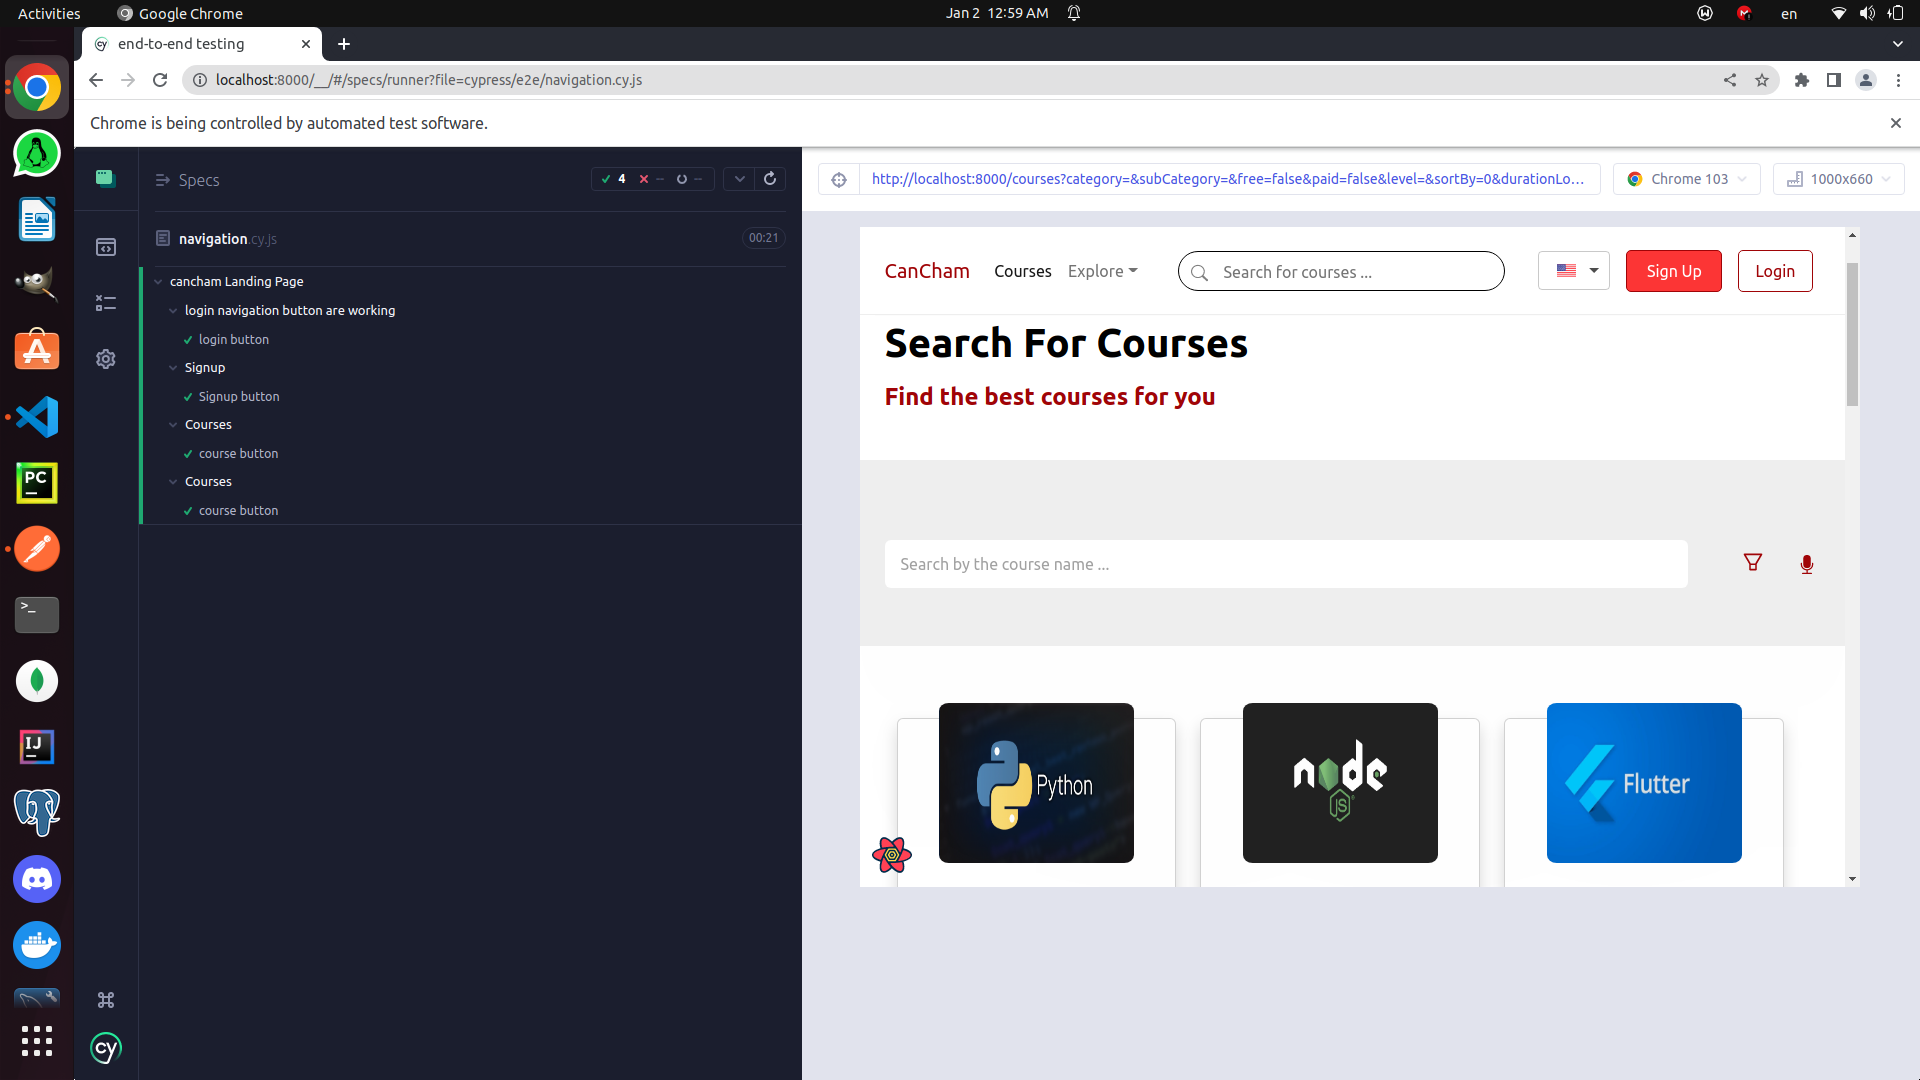 Activities
Google Chrome
Jan 2 12:59 AM
en
end-to-end testing
localhost:8000/__/#/specs/runner?file=cypress/e2e/navigation.cy.js
Chrome is being controlled by automated test software.
Specs
4
--
--
navigation.cy.js
00:21
cancham Landing Page
login navigation button are working
login button
Signup
Signup button
Courses
course button
Courses
course button
cy
http://localhost:8000/courses?category=&subCategory=&free=false&paid=false&level=&sortBy=0&durationLo...
Chrome 103
1000x660
CanCham
Courses
Explore
Search for courses ...
Sign Up
Login
Search For Courses
Find the best courses for you
Search by the course name ...
Python
node
JS
Flutter
PC
>_
IJ